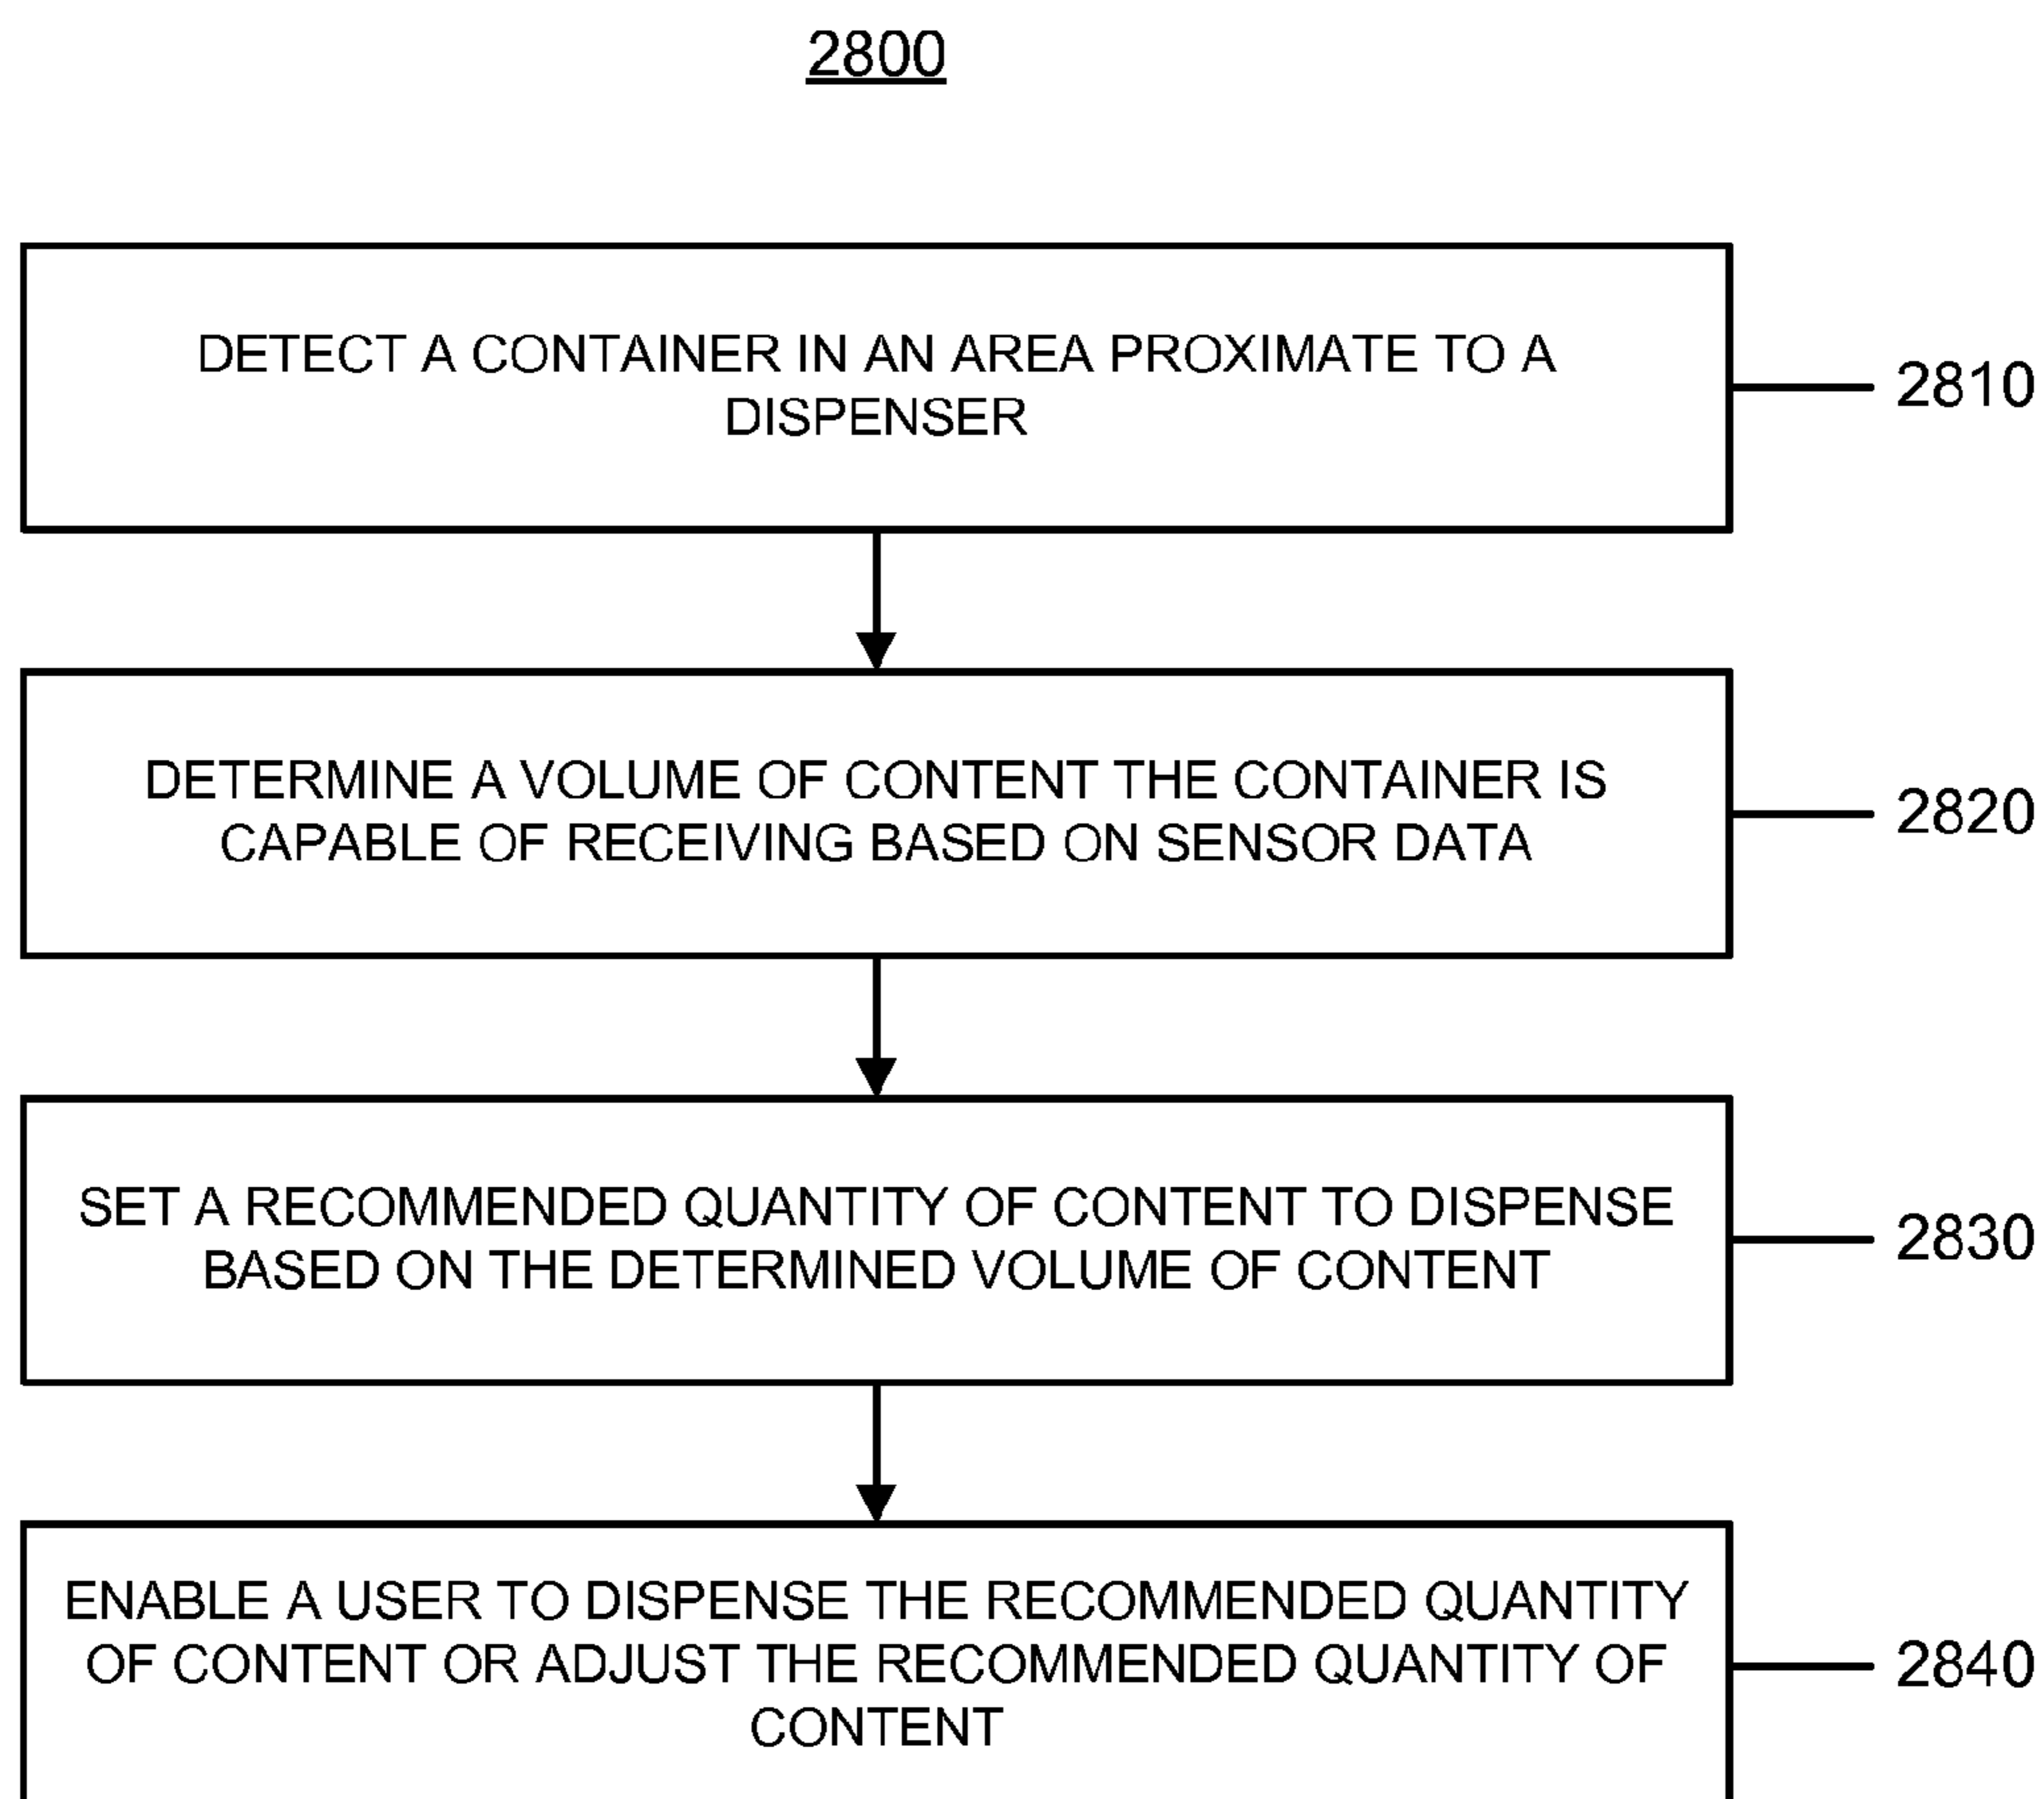 2800
DETECT A CONTAINER IN AN AREA PROXIMATE TO A
DISPENSER
2810
DETERMINE A VOLUME OF CONTENT THE CONTAINER IS
CAPABLE OF RECEIVING BASED ON SENSOR DATA
2820
SET A RECOMMENDED QUANTITY OF CONTENT TO DISPENSE
BASED ON THE DETERMINED VOLUME OF CONTENT
2830
ENABLE A USER TO DISPENSE THE RECOMMENDED QUANTITY
OF CONTENT OR ADJUST THE RECOMMENDED QUANTITY OF
CONTENT
2840